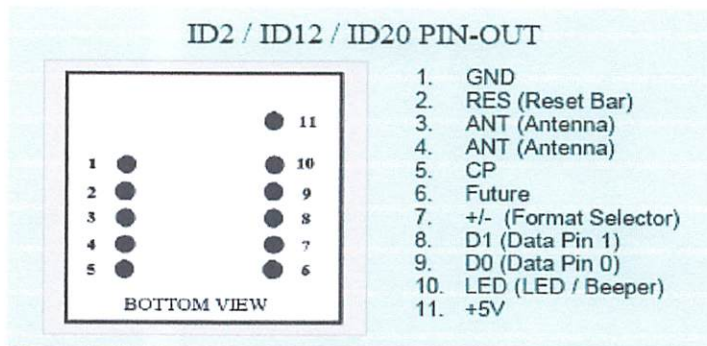 ID2 / ID12 / ID20 PIN-OUT
11
1 10
2 9
3 8
4 7
5 6
BOTTOM VIEW
1. GND
2. RES (Reset Bar)
3. ANT (Antenna)
4. ANT (Antenna)
5. CP
6. Future
7. +/- (Format Selector)
8. D1 (Data Pin 1)
9. D0 (Data Pin 0)
10. LED (LED / Beeper)
11. +5V